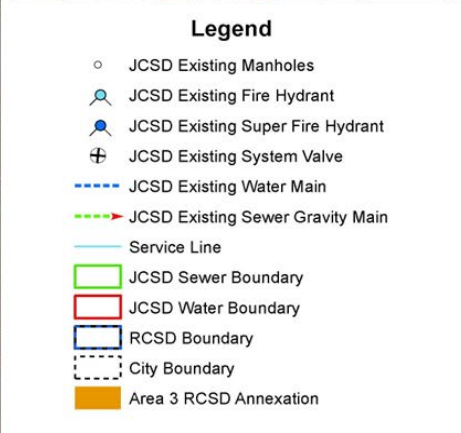 Legend
JCSD Existing Manholes
JCSD Existing Fire Hydrant
JCSD Existing Super Fire Hydrant
JCSD Existing System Valve
JCSD Existing Water Main
JCSD Existing Sewer Gravity Main
Service Line
JCSD Sewer Boundary
JCSD Water Boundary
RCSD Boundary
City Boundary
Area 3 RCSD Annexation